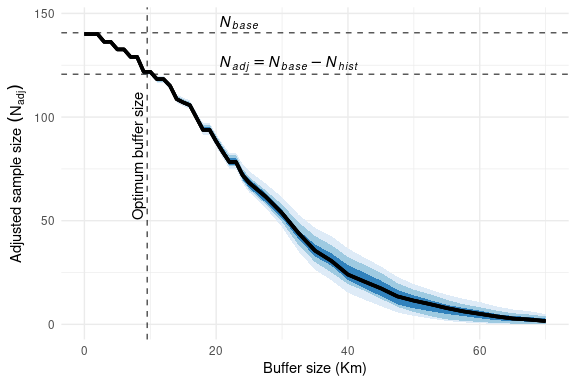 150
100
50
0
N_base
N_adj = N_base − N_hist
Optimum buffer size
Adjusted sample size (N_adj)
0 20 40 60
Buffer size (Km)